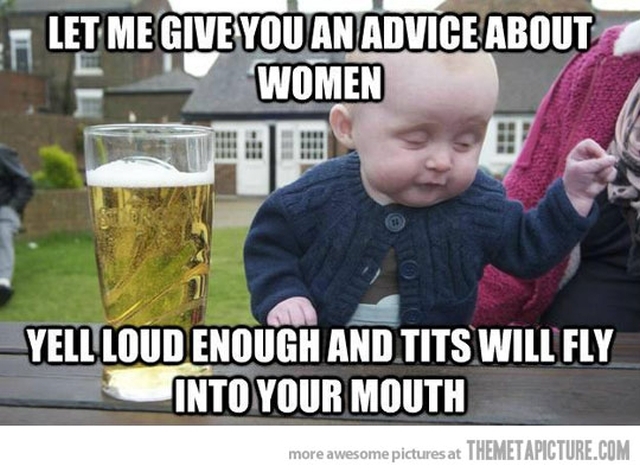 LET ME GIVE YOU AN ADVICE ABOUT
WOMEN
YELL LOUD ENOUGH AND TITS WILL FLY
INTO YOUR MOUTH
more awesome pictures at THEMETAPICTURE.COM